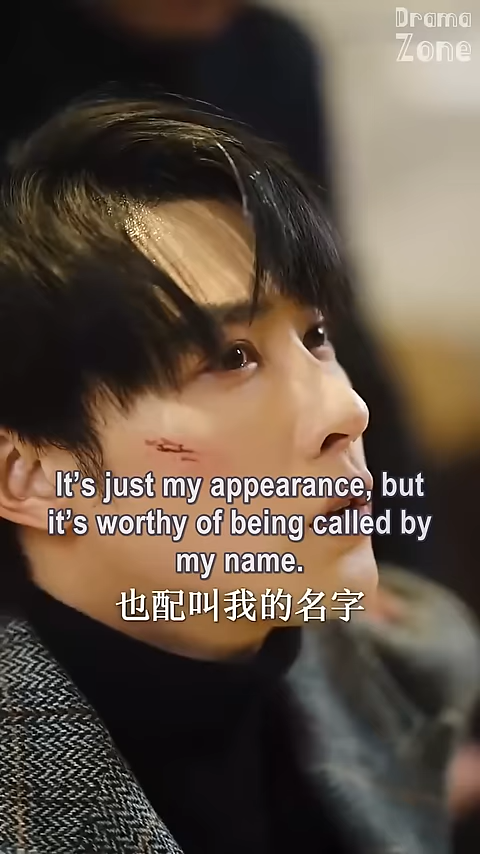 Drama
Zone
It's just my appearance, but
it's worthy of being called by
my name.
也配叫我的名字